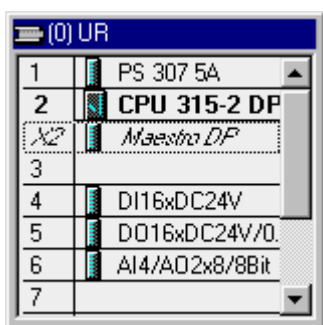 (0) UR
1 PS 307 5A
2 CPU 315-2 DP
X2 Maestro DP
3
4 DI16xDC24V
5 DO16xDC24V/0.
6 AI4/AO2x8/8Bit
7